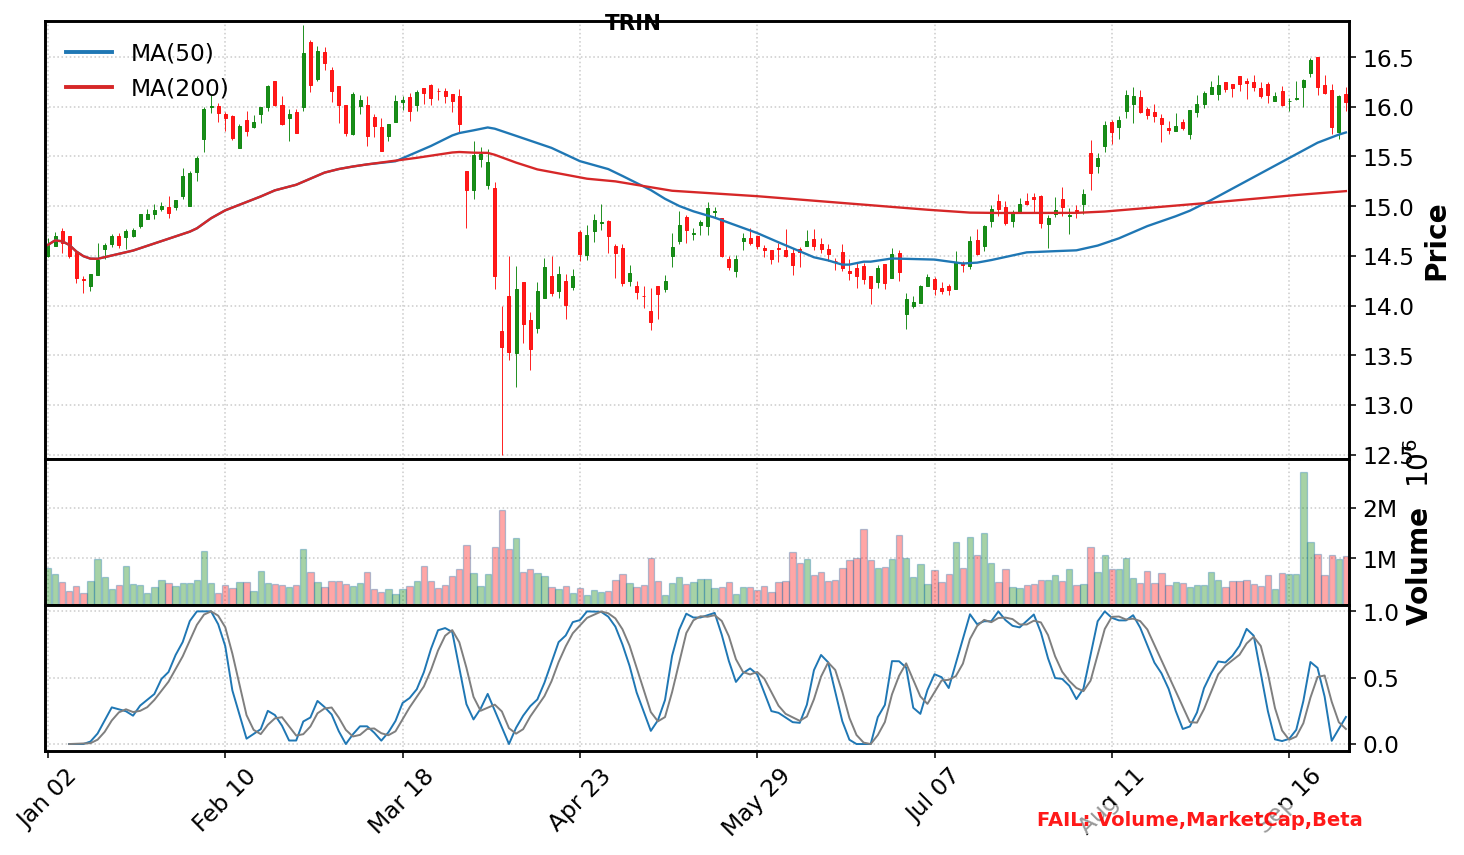 TRIN
MA(50)
MA(200)
16.5
16.0
15.5
15.0
14.5
14.0
13.5
13.0
12.5
Price
10⁶
2M
1M
Volume
1.0
0.5
0.0
Jan 02
Feb 10
Mar 18
Apr 23
May 29
Jul 07
Aug 11
Sep 16
FAIL: Volume,MarketCap,Beta